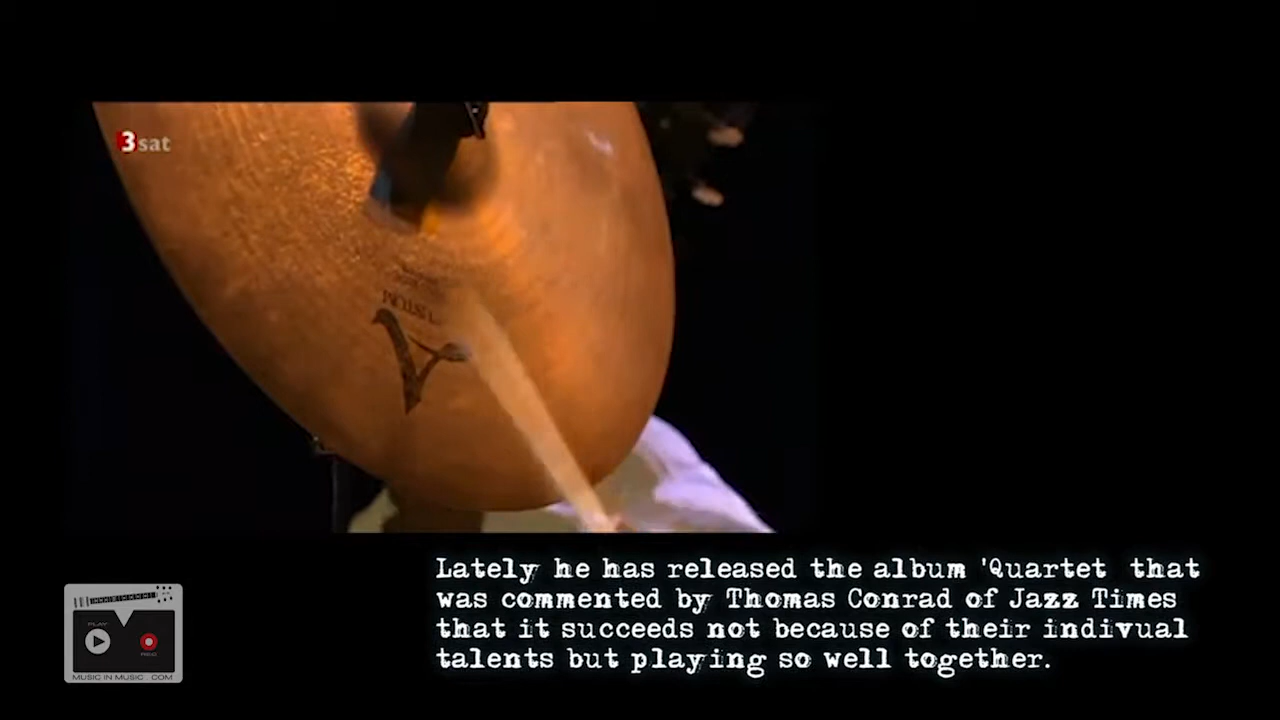 3sat
Lately he has released the album 'Quartet that
was commented by Thomas Conrad of Jazz Times
that it succeeds not because of their indivual
talents but playing so well together.
PLAY
REC
MUSIC IN MUSIC . COM